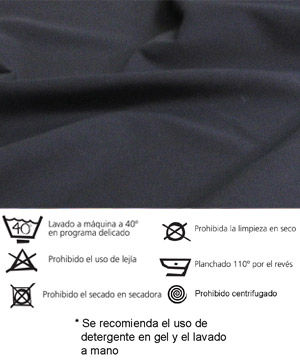 40°
Lavado a máquina a 40°
en programa delicado
Prohibida la limpieza en seco
Prohibido el uso de lejía
Planchado 110º por el revés
Prohibido el secado en secadora
Prohibido centrifugado
* Se recomienda el uso de
detergente en gel y el lavado
a mano